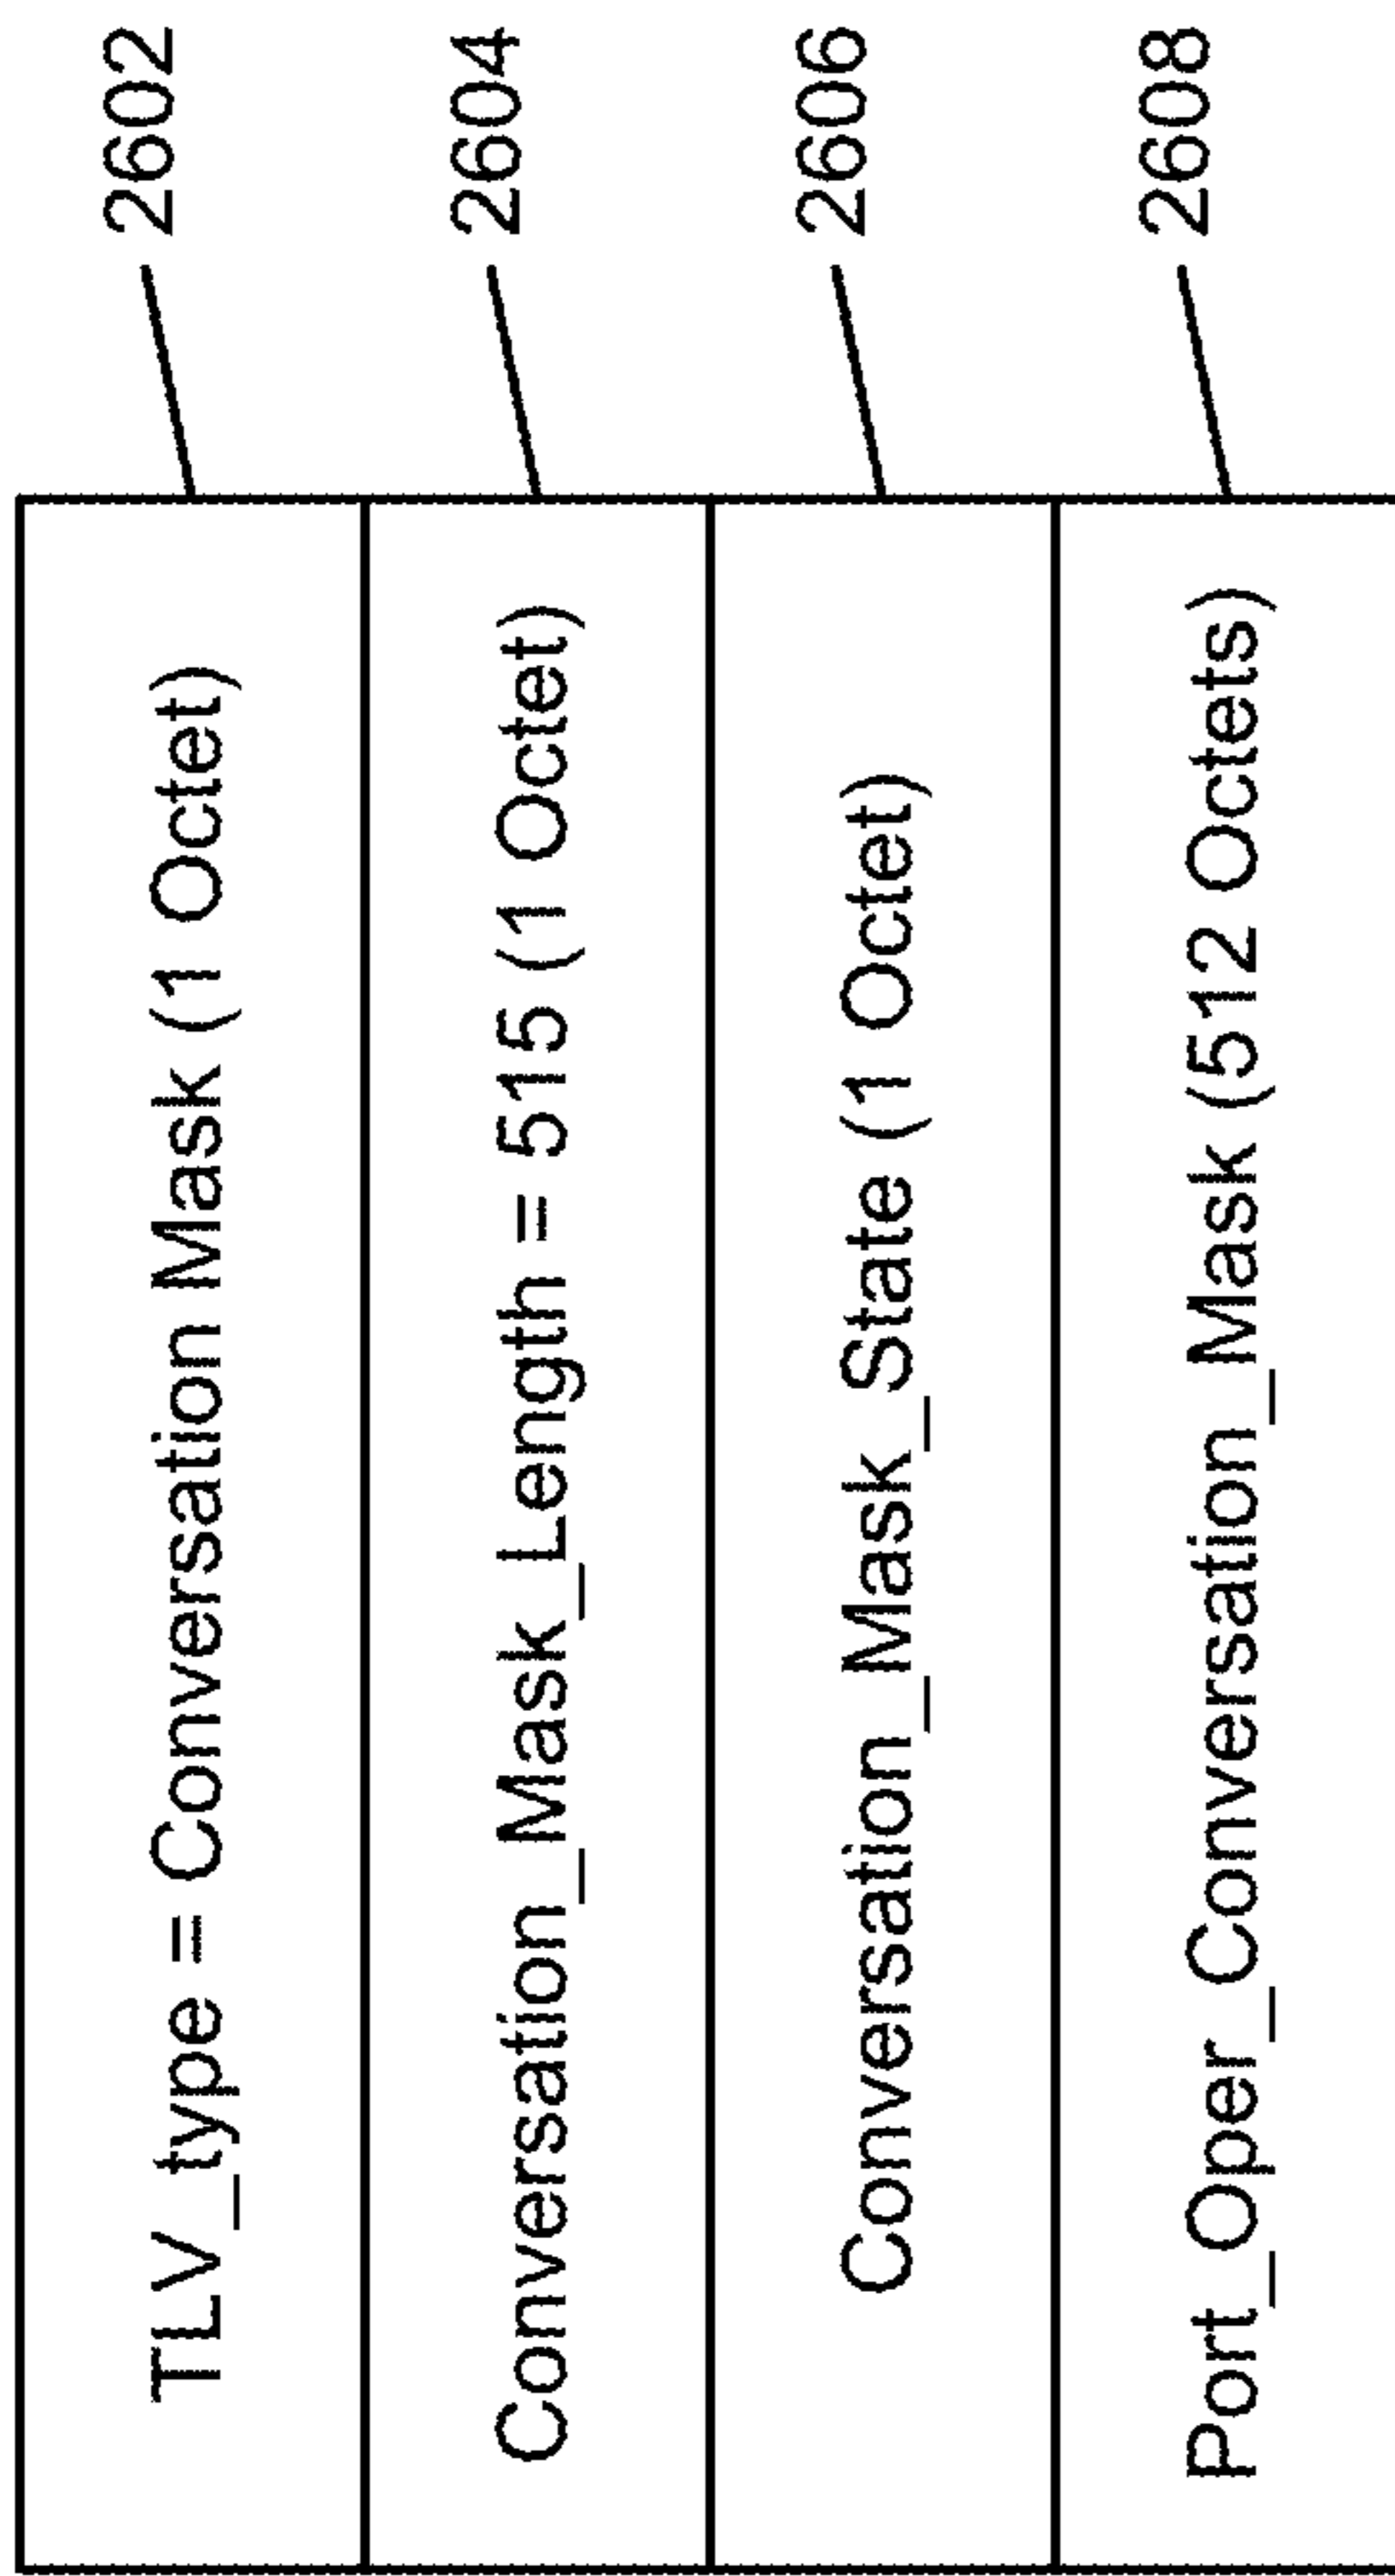 TLV_type = Conversation Mask (1 Octet) 2602
Conversation_Mask_Length = 515 (1 Octet) 2604
Conversation_Mask_State (1 Octet) 2606
Port_Oper_Conversation_Mask (512 Octets) 2608